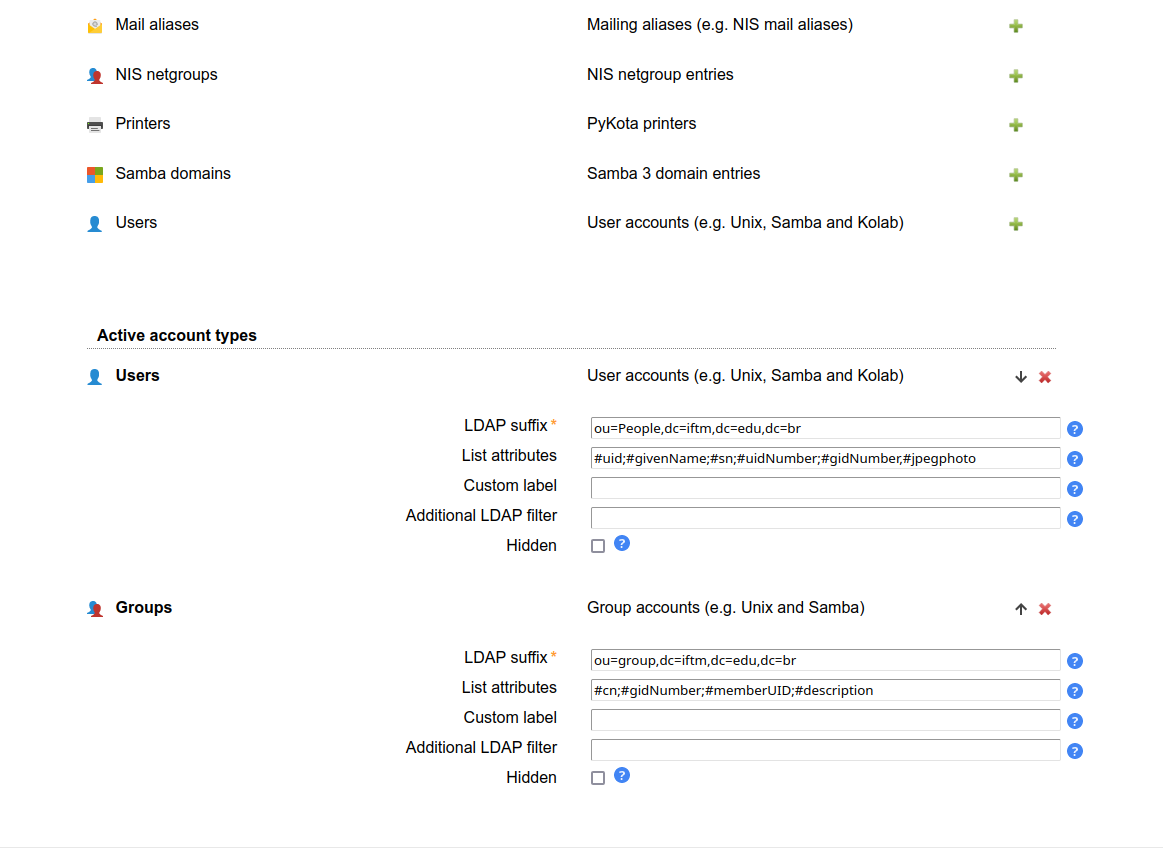 Mail aliases Mailing aliases (e.g. NIS mail aliases)
NIS netgroups NIS netgroup entries
Printers PyKota printers
Samba domains Samba 3 domain entries
Users User accounts (e.g. Unix, Samba and Kolab)
Active account types
Users User accounts (e.g. Unix, Samba and Kolab)
LDAP suffix* ou=People,dc=iftm,dc=edu,dc=br ?
List attributes #uid;#givenName;#sn;#uidNumber;#gidNumber,#jpegphoto ?
Custom label ?
Additional LDAP filter ?
Hidden ?
Groups Group accounts (e.g. Unix and Samba)
LDAP suffix* ou=group,dc=iftm,dc=edu,dc=br ?
List attributes #cn;#gidNumber;#memberUID;#description ?
Custom label ?
Additional LDAP filter ?
Hidden ?